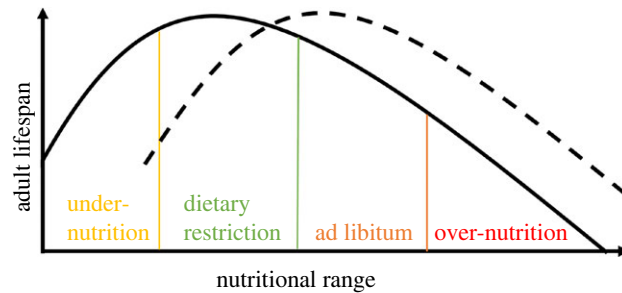 adult lifespan
under-
nutrition
dietary
restriction
ad libitum
over-nutrition
nutritional range